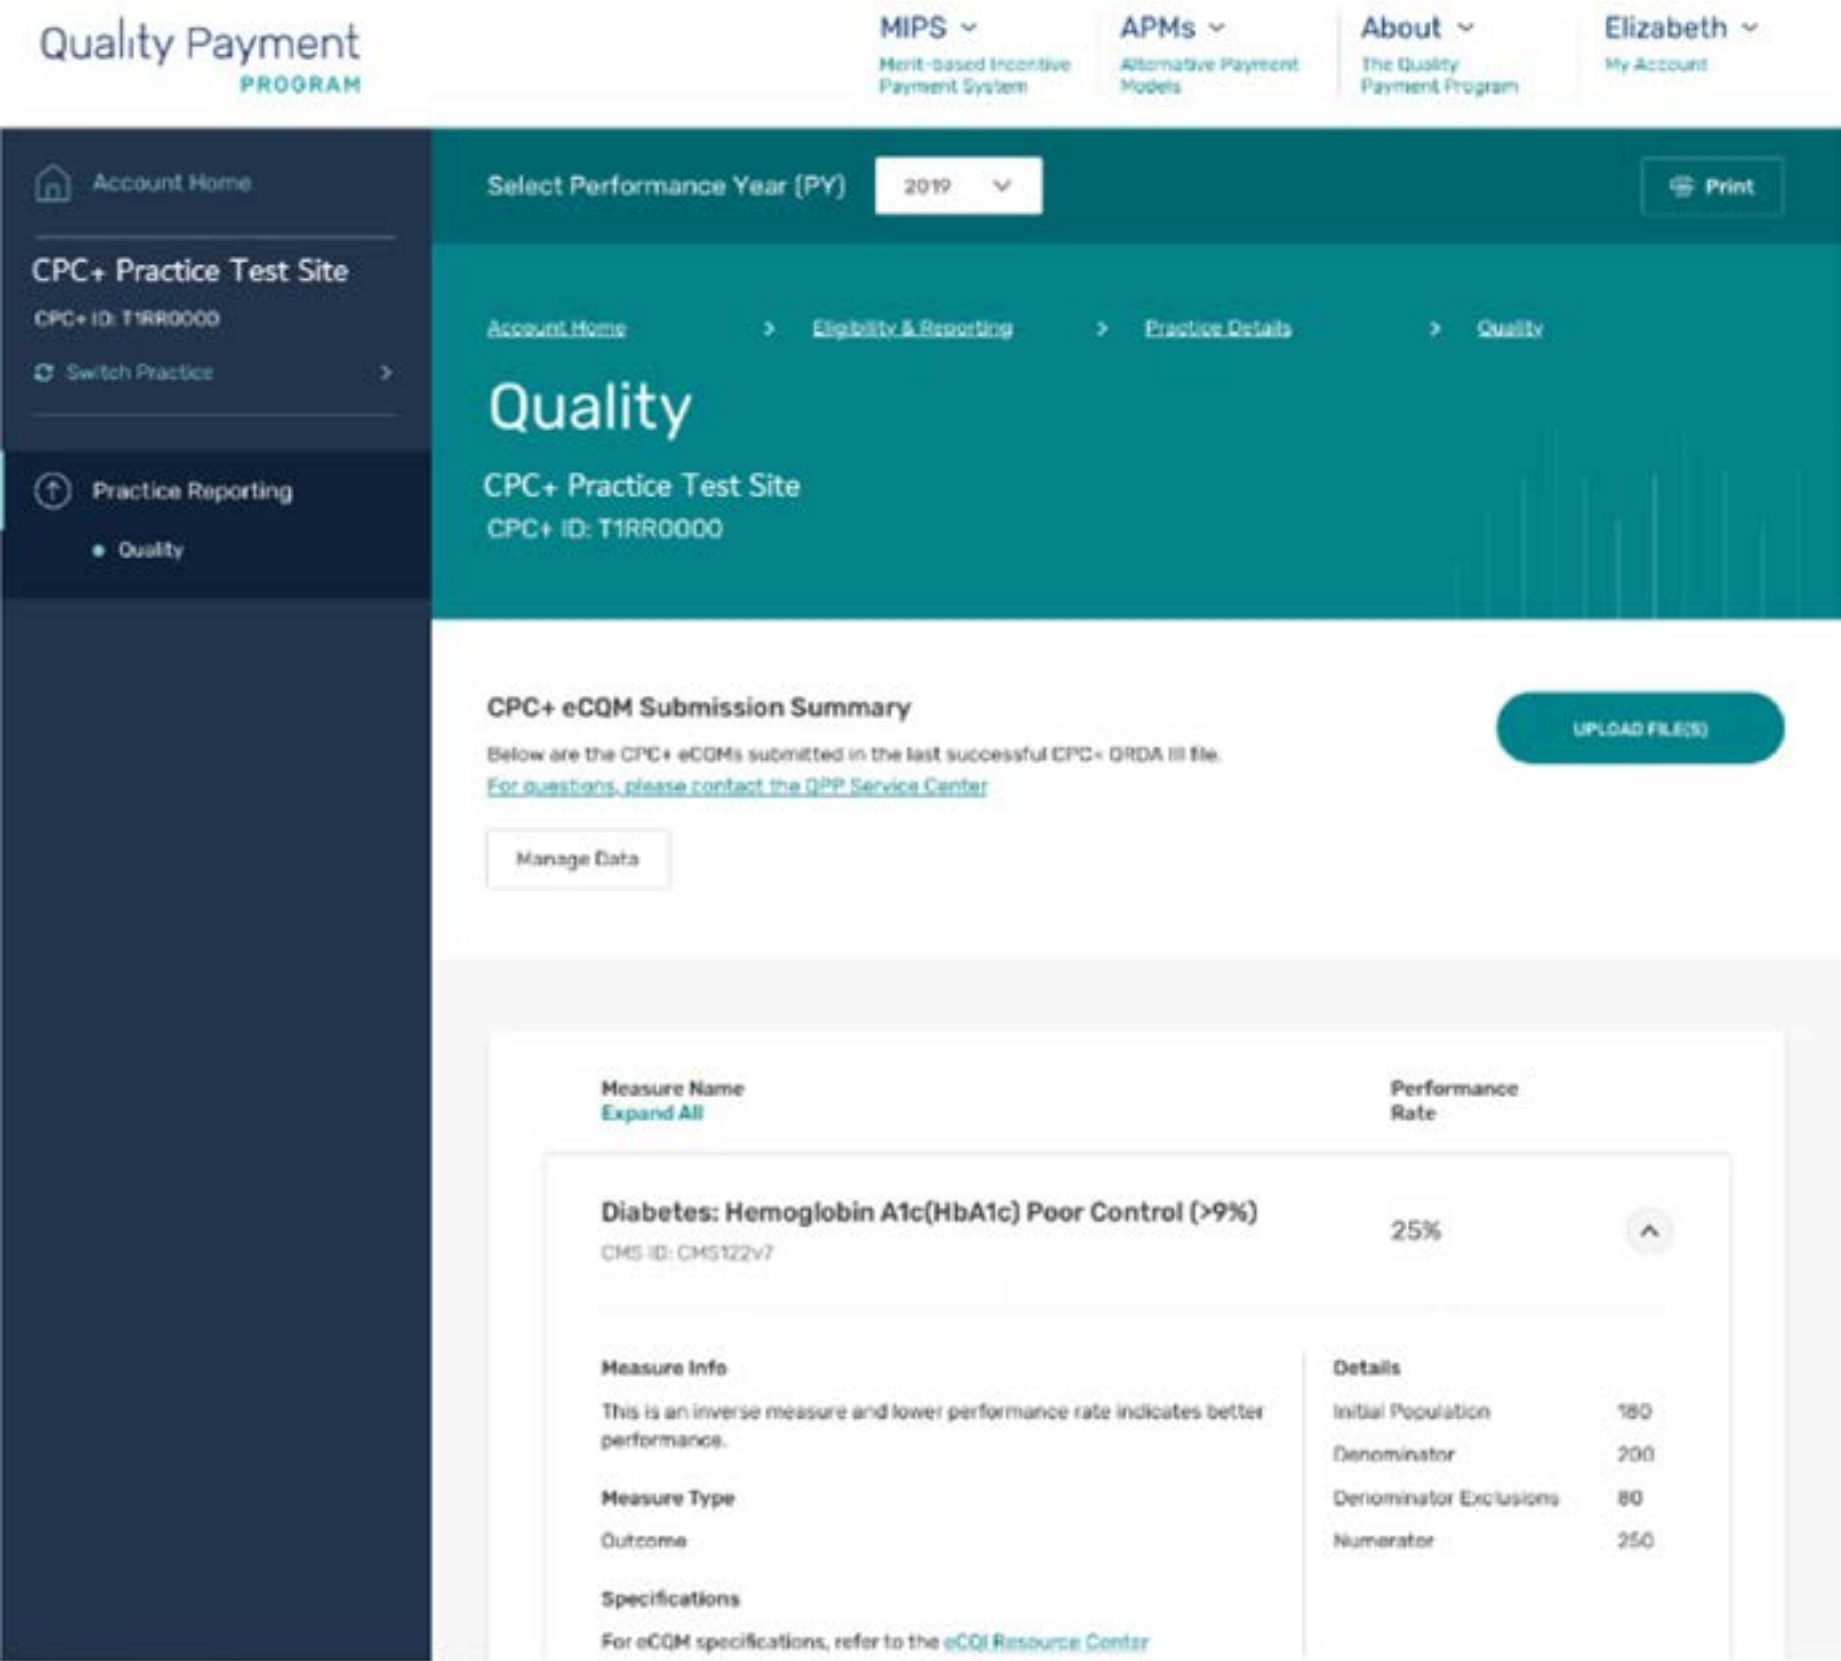 Quality Payment
PROGRAM
MIPS
Merit-based Incentive
Payment System
APMs
Alternative Payment
Models
About
The Quality
Payment Program
Elizabeth
My Account
Account Home
CPC+ Practice Test Site
CPC+ ID: T1RR0000
Switch Practice
Practice Reporting
Quality
Select Performance Year (PY)
2019
Print
Account Home > Eligibility & Reporting > Practice Details > Quality
Quality
CPC+ Practice Test Site
CPC+ ID: T1RR0000
CPC+ eCQM Submission Summary
Below are the CPC+ eCQMs submitted in the last successful CPC+ QRDA III file.
For questions, please contact the QPP Service Center
UPLOAD FILE(S)
Manage Data
Measure Name
Expand All
Performance
Rate
Diabetes: Hemoglobin A1c(HbA1c) Poor Control (>9%)
25%
CMS ID: CMS122v7
Measure Info
This is an inverse measure and lower performance rate indicates better
performance.
Measure Type
Outcome
Specifications
For eCQM specifications, refer to the eCQI Resource Center
Details
Initial Population 180
Denominator 200
Denominator Exclusions 80
Numerator 250